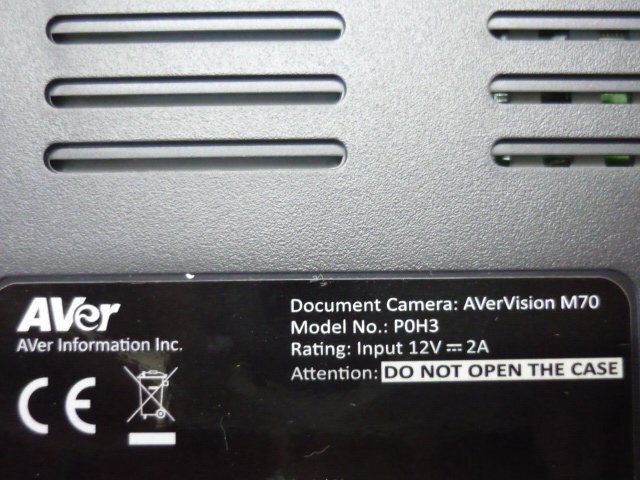 AVer
AVer Information Inc.
CE
Document Camera: AVerVision M70
Model No.: P0H3
Rating: Input 12V ⎓ 2A
Attention: DO NOT OPEN THE CASE